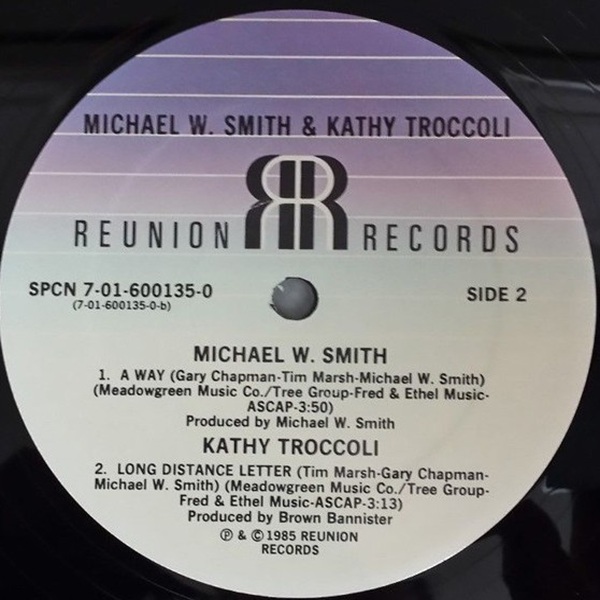 MICHAEL W. SMITH & KATHY TROCCOLI
REUNION RR RECORDS
SPCN 7-01-600135-0 SIDE 2
(7-01-600135-0-b)
MICHAEL W. SMITH
1. A WAY (Gary Chapman-Tim Marsh-Michael W. Smith)
(Meadowgreen Music Co./Tree Group-Fred & Ethel Music-
ASCAP-3:50)
Produced by Michael W. Smith
KATHY TROCCOLI
2. LONG DISTANCE LETTER (Tim Marsh-Gary Chapman-
Michael W. Smith) (Meadowgreen Music Co./Tree Group-
Fred & Ethel Music-ASCAP-3:13)
Produced by Brown Bannister
℗ & © 1985 REUNION
RECORDS